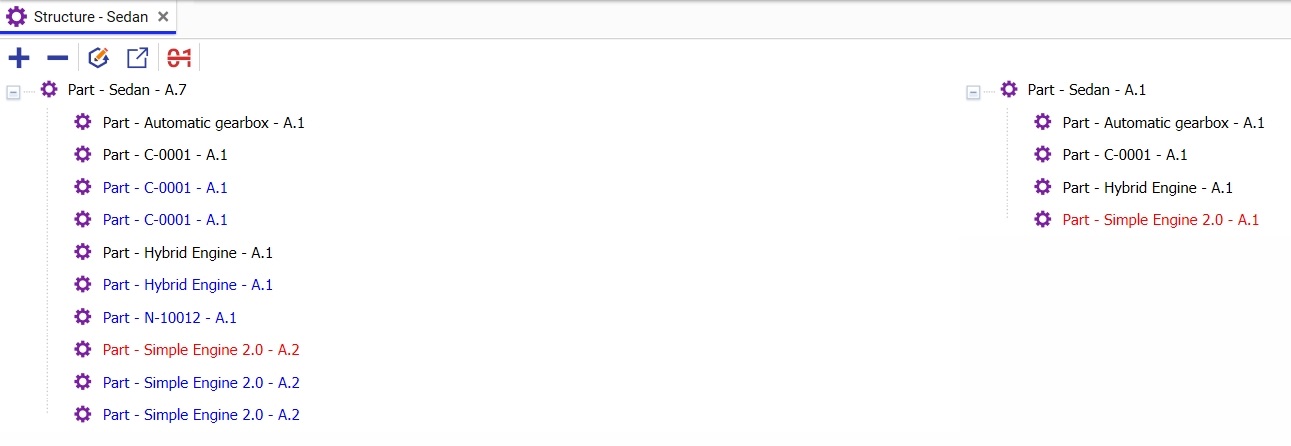 Structure - Sedan
Part - Sedan - A.7
Part - Automatic gearbox - A.1
Part - C-0001 - A.1
Part - C-0001 - A.1
Part - C-0001 - A.1
Part - Hybrid Engine - A.1
Part - Hybrid Engine - A.1
Part - N-10012 - A.1
Part - Simple Engine 2.0 - A.2
Part - Simple Engine 2.0 - A.2
Part - Simple Engine 2.0 - A.2
Part - Sedan - A.1
Part - Automatic gearbox - A.1
Part - C-0001 - A.1
Part - Hybrid Engine - A.1
Part - Simple Engine 2.0 - A.1